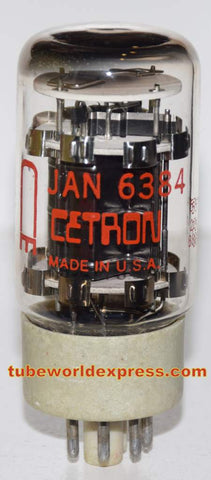 JAN 6384
CETRON
MADE IN U.S.A.
tubeworldexpress.com